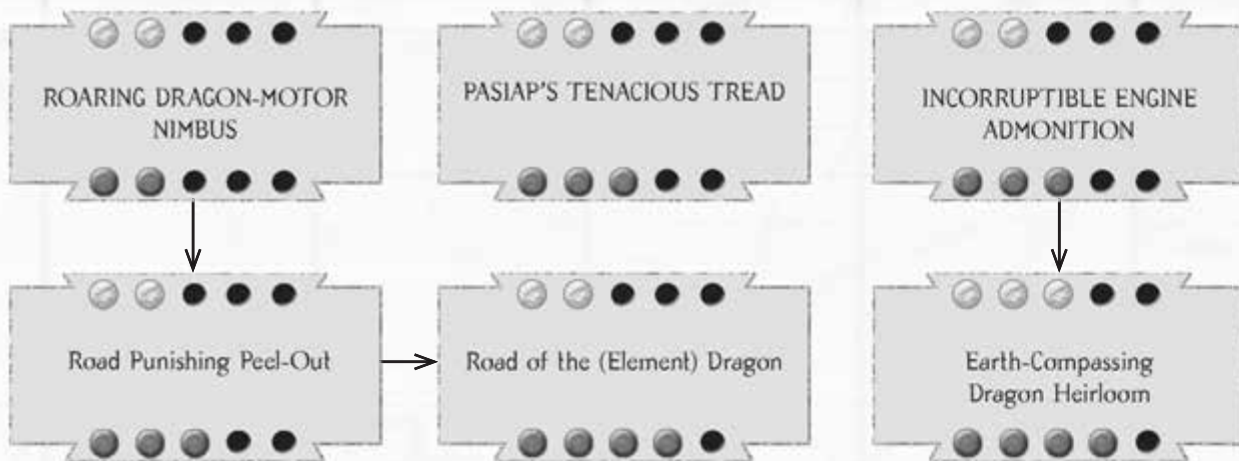 ROARING DRAGON-MOTOR
NIMBUS
PASIAP'S TENACIOUS TREAD
INCORRUPTIBLE ENGINE
ADMONITION
Road Punishing Peel-Out
Road of the (Element) Dragon
Earth-Compassing
Dragon Heirloom